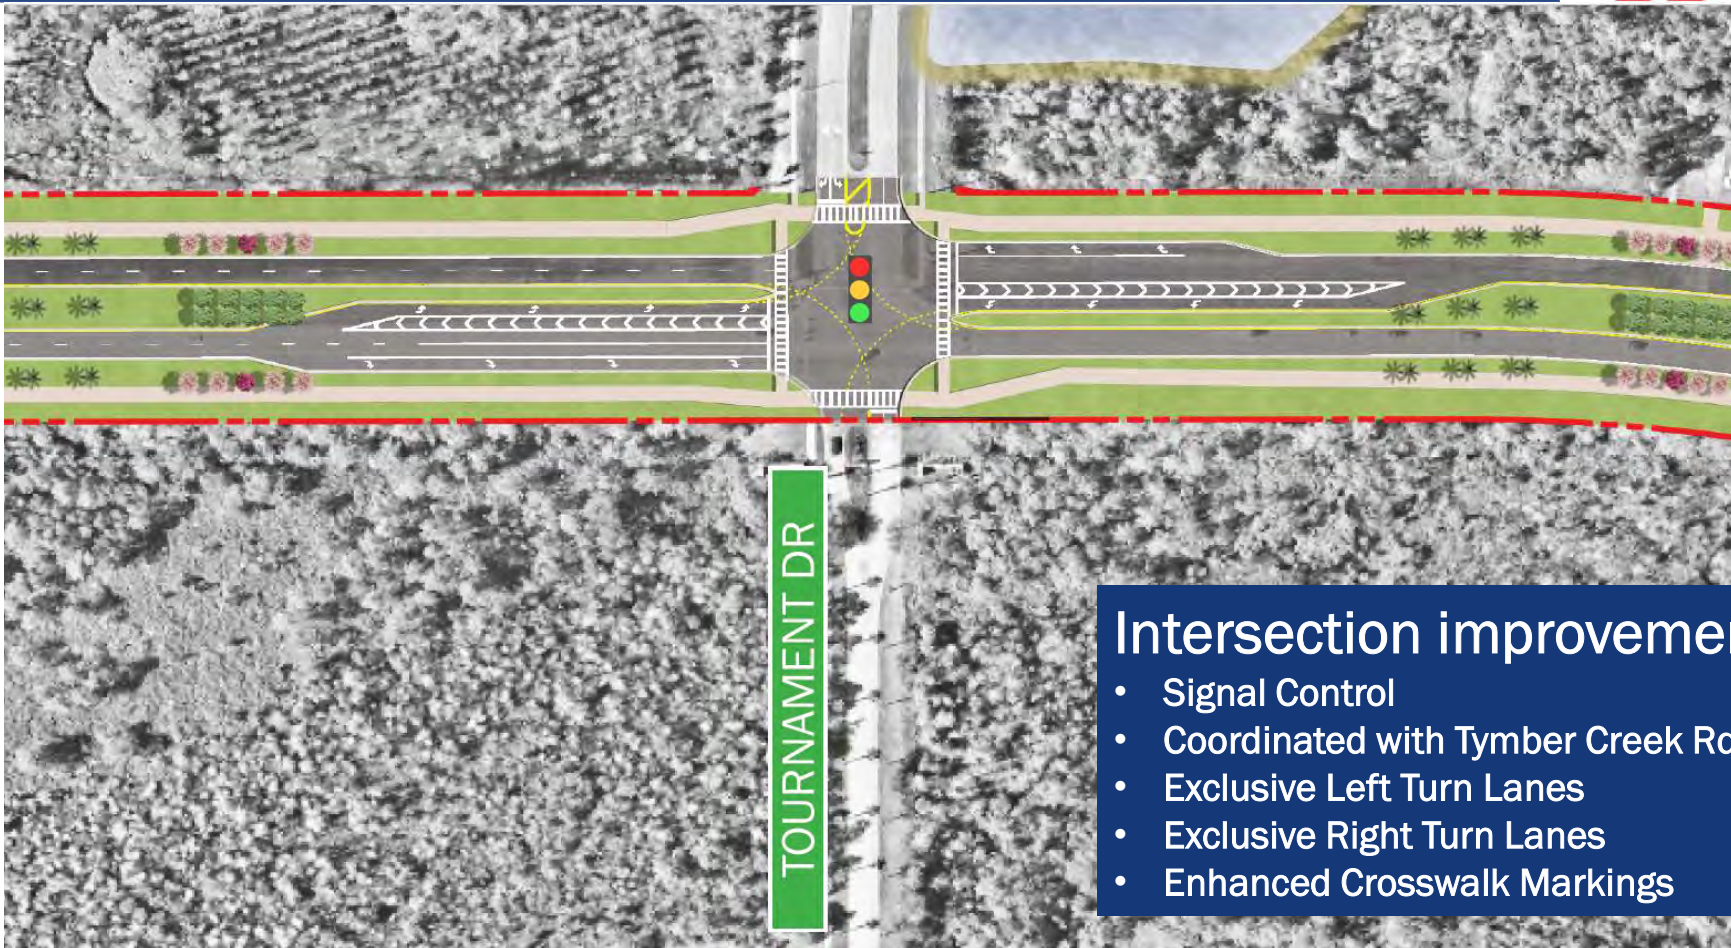 TOURNAMENT DR
Intersection improveme
• Signal Control
• Coordinated with Tymber Creek Rd
• Exclusive Left Turn Lanes
• Exclusive Right Turn Lanes
• Enhanced Crosswalk Markings